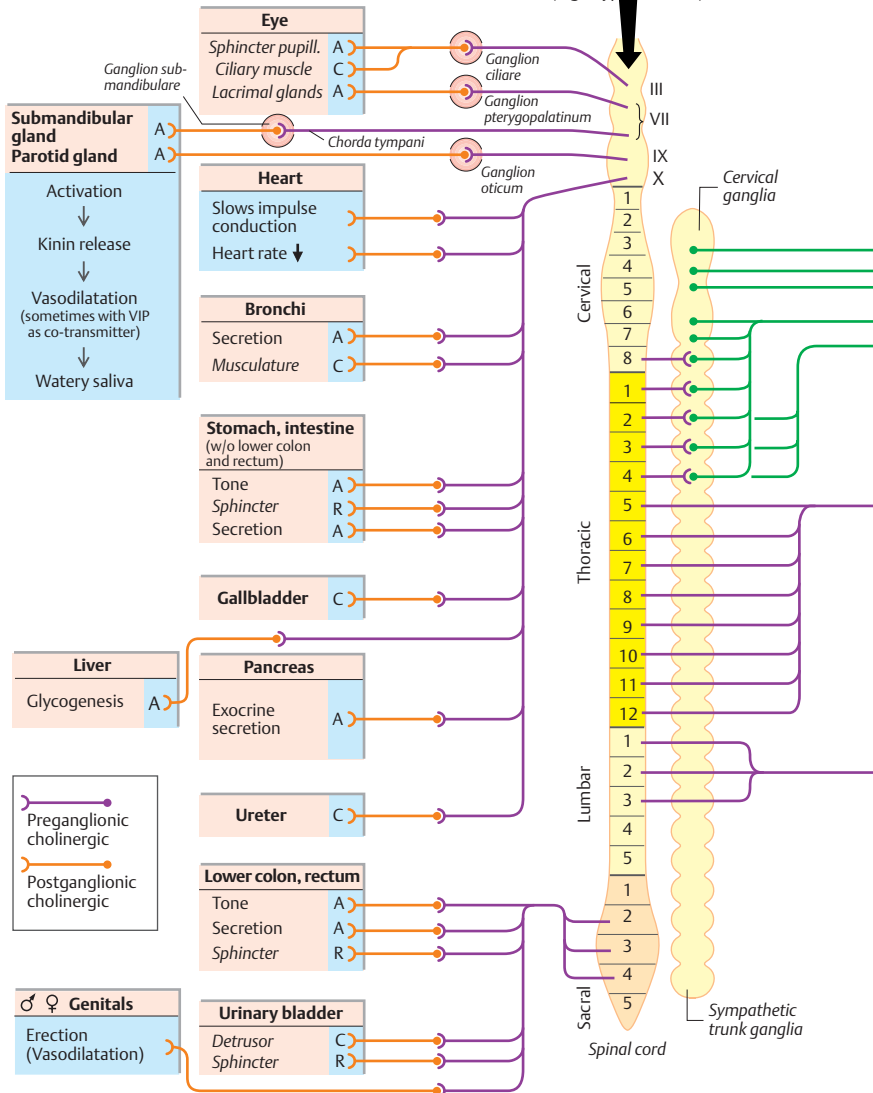 Eye
Sphincter pupill. A
Ciliary muscle C
Lacrimal glands A
Ganglion sub-
mandibulare
Ganglion
ciliare
Ganglion
pterygopalatinum
III
VII
IX
X
Submandibular
gland A
Parotid gland A
Chorda tympani
Ganglion
oticum
Activation
Kinin release
Vasodilatation
(sometimes with VIP
as co-transmitter)
Watery saliva
Heart
Slows impulse
conduction
Heart rate
Bronchi
Secretion A
Musculature C
Stomach, intestine
(w/o lower colon
and rectum)
Tone A
Sphincter R
Secretion A
Gallbladder C
Liver
Glycogenesis A
Pancreas
Exocrine
secretion A
Ureter C
Preganglionic
cholinergic
Postganglionic
cholinergic
Lower colon, rectum
Tone A
Secretion A
Sphincter R
♂ ♀ Genitals
Erection
(Vasodilatation)
Urinary bladder
Detrusor C
Sphincter R
Cervical
1
2
3
4
5
6
7
8
Thoracic
1
2
3
4
5
6
7
8
9
10
11
12
Lumbar
1
2
3
4
5
Sacral
1
2
3
4
5
Spinal cord
Cervical
ganglia
Sympathetic
trunk ganglia